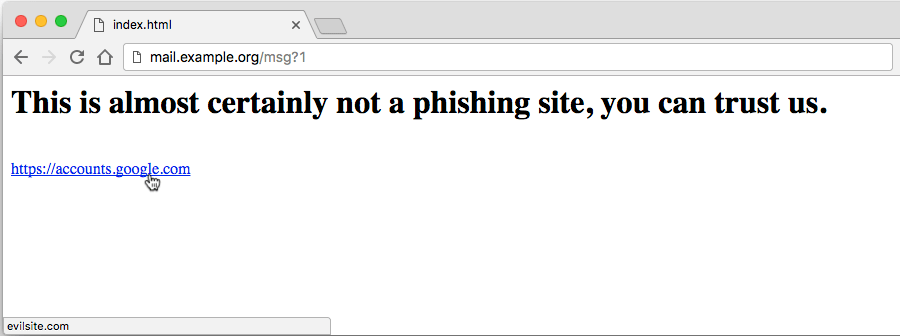 index.html
mail.example.org/msg?1
This is almost certainly not a phishing site, you can trust us.
https://accounts.google.com
evilsite.com